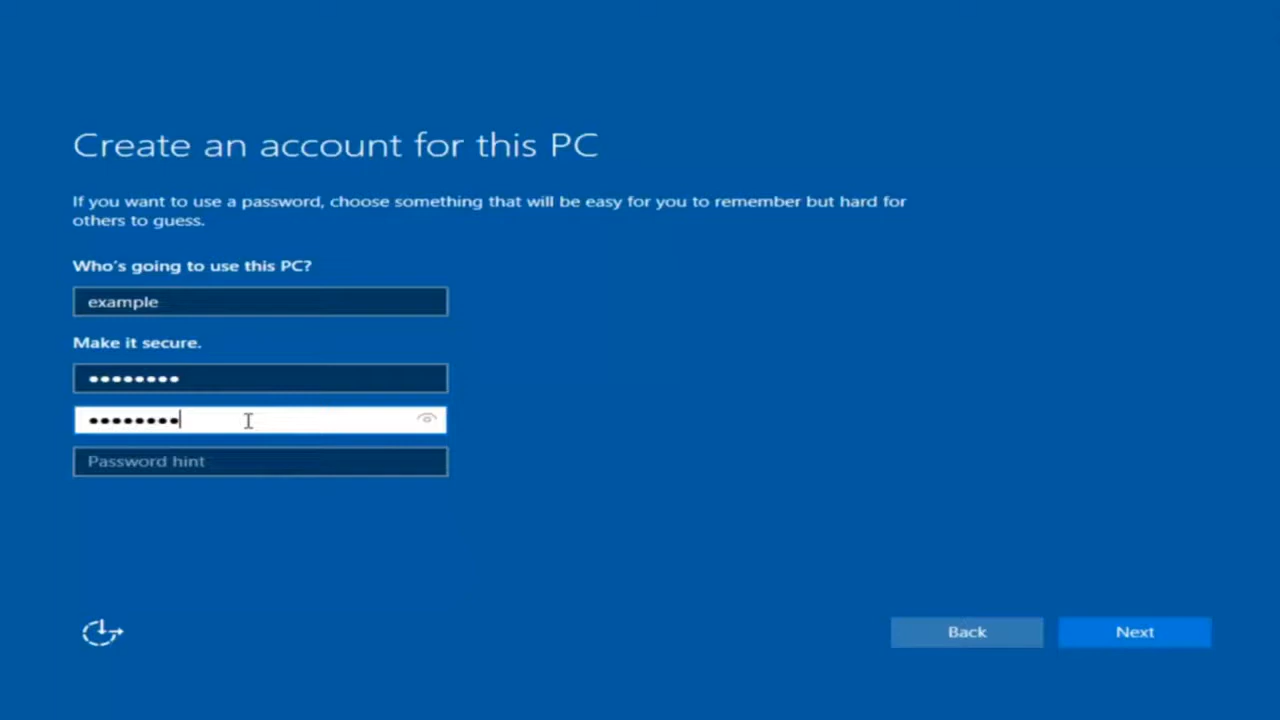 Create an account for this PC
If you want to use a password, choose something that will be easy for you to remember but hard for
others to guess.
Who's going to use this PC?
example
Make it secure.
●●●●●●●●
●●●●●●●●
Password hint
Back
Next